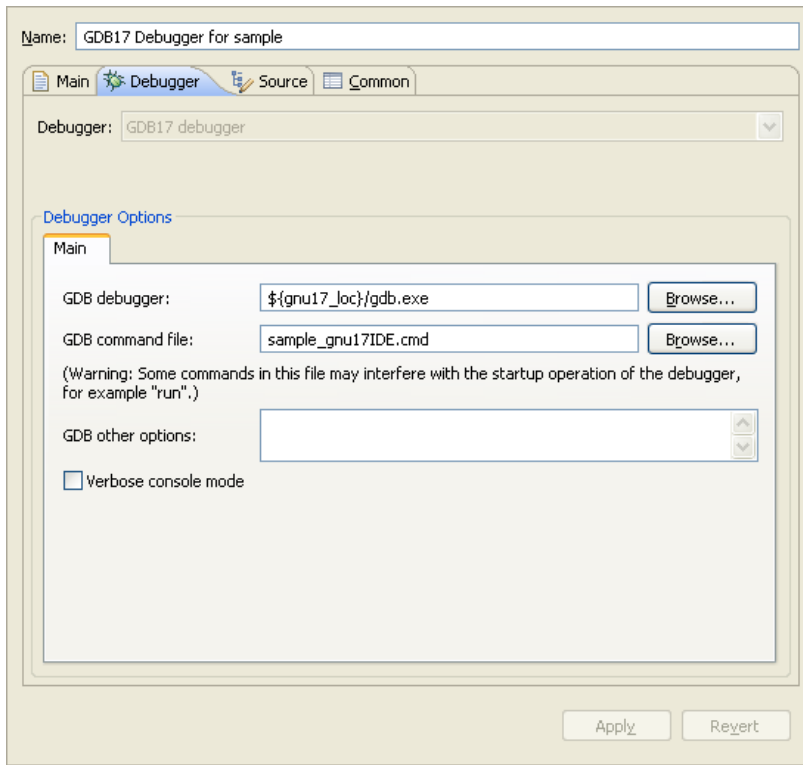 Name: GDB17 Debugger for sample
Main Debugger Source Common
Debugger: GDB17 debugger
Debugger Options
Main
GDB debugger: ${gnu17_loc}/gdb.exe Browse...
GDB command file: sample_gnu17IDE.cmd Browse...
(Warning: Some commands in this file may interfere with the startup operation of the debugger,
for example "run".)
GDB other options:
Verbose console mode
Apply Revert